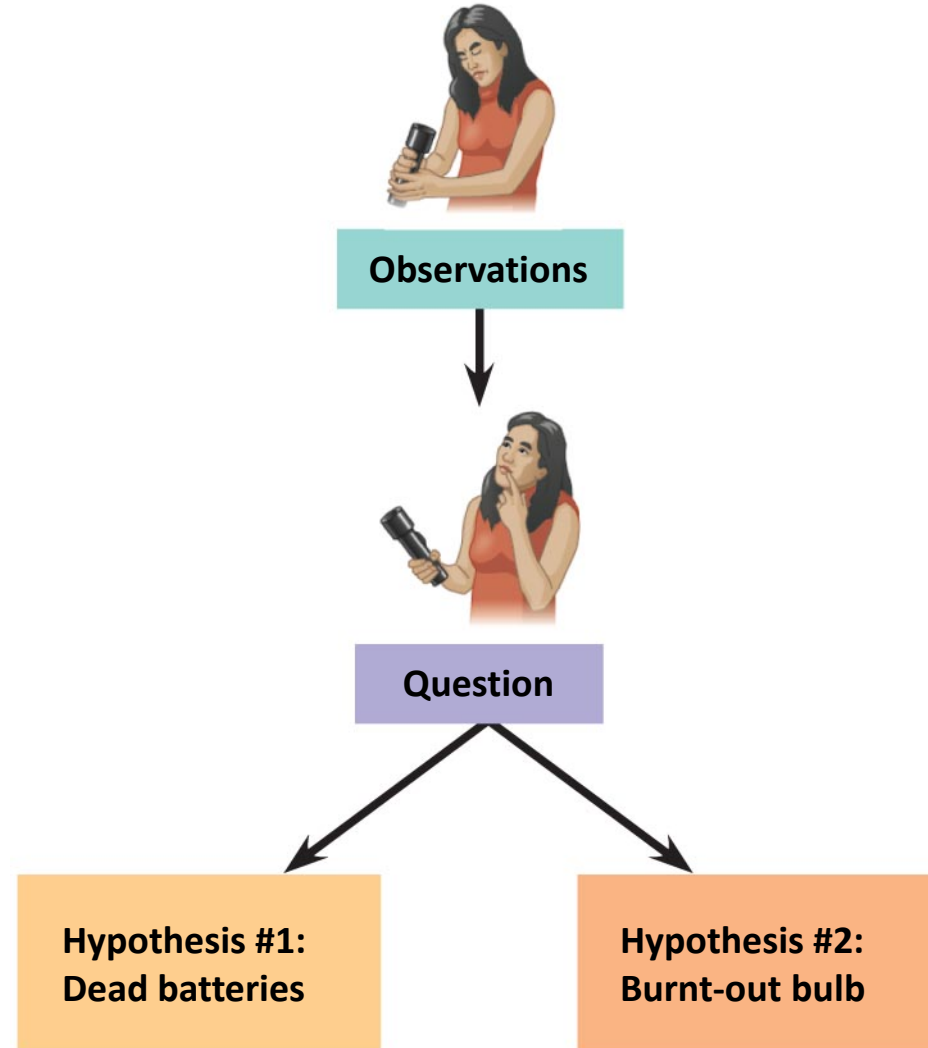 Observations
Question
Hypothesis #1:
Dead batteries
Hypothesis #2:
Burnt-out bulb